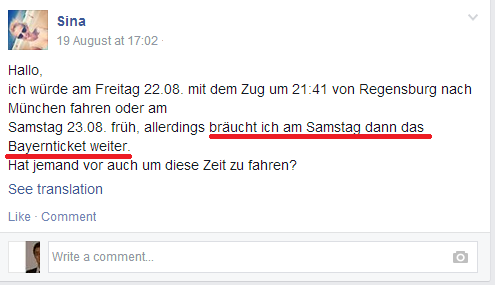 Sina
19 August at 17:02 ·
Hallo,
ich würde am Freitag 22.08. mit dem Zug um 21:41 von Regensburg nach
München fahren oder am
Samstag 23.08. früh, allerdings bräucht ich am Samstag dann das
Bayernticket weiter.
Hat jemand vor auch um diese Zeit zu fahren?
See translation
Like · Comment
Write a comment...